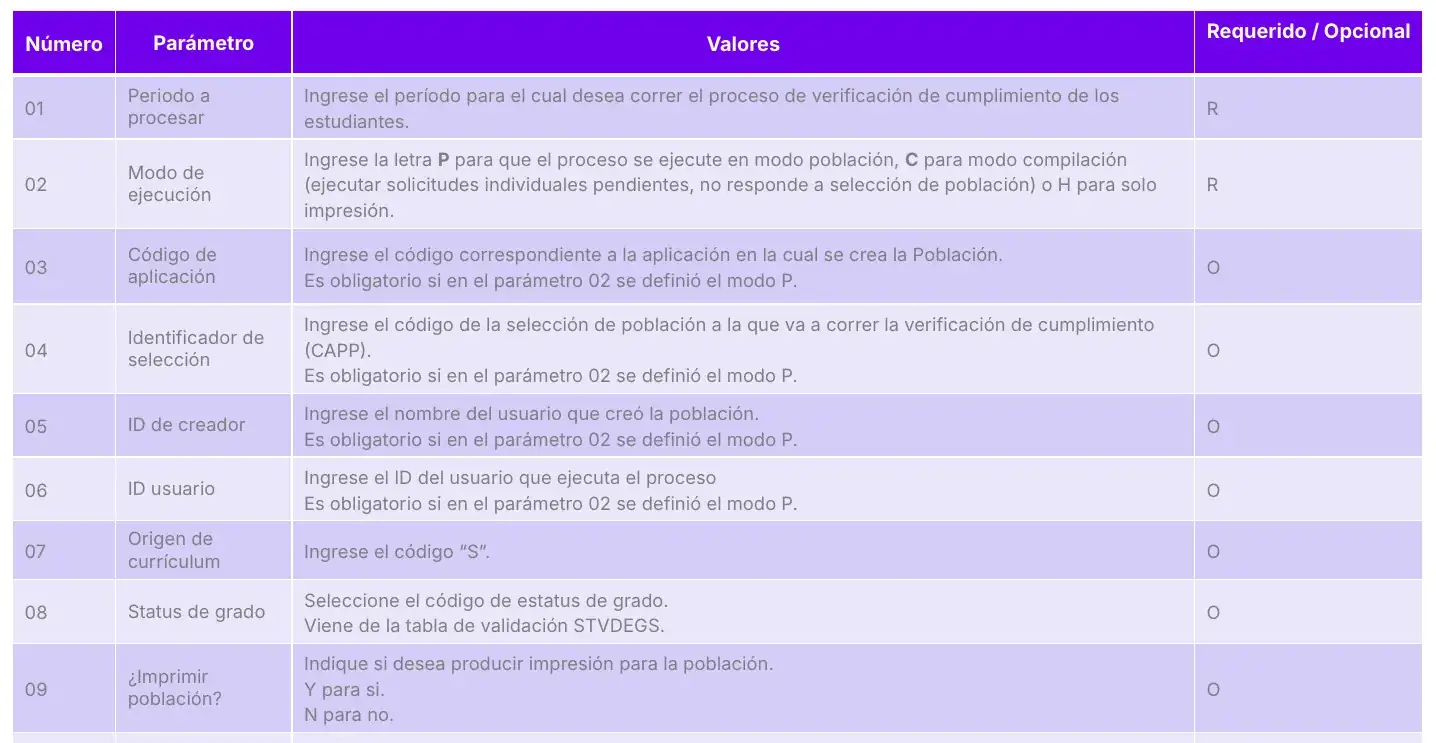 Número Parámetro Valores Requerido / Opcional
01
Periodo a
procesar
Ingrese el período para el cual desea correr el proceso de verificación de cumplimiento de los
estudiantes.
R
02
Modo de
ejecución
Ingrese la letra P para que el proceso se ejecute en modo población, C para modo compilación
(ejecutar solicitudes individuales pendientes, no responde a selección de población) o H para solo
impresión.
R
03
Código de
aplicación
Ingrese el código correspondiente a la aplicación en la cual se crea la Población.
Es obligatorio si en el parámetro 02 se definió el modo P.
O
04
Identificador de
selección
Ingrese el código de la selección de población a la que va a correr la verificación de cumplimiento
(CAPP).
Es obligatorio si en el parámetro 02 se definió el modo P.
O
05
ID de creador
Ingrese el nombre del usuario que creó la población.
Es obligatorio si en el parámetro 02 se definió el modo P.
O
06
ID usuario
Ingrese el ID del usuario que ejecuta el proceso
Es obligatorio si en el parámetro 02 se definió el modo P.
O
07
Origen de
currículum
Ingrese el código “S”.
O
08
Status de grado
Seleccione el código de estatus de grado.
Viene de la tabla de validación STVDEGS.
O
09
¿Imprimir
población?
Indique si desea producir impresión para la población.
Y para si.
N para no.
O